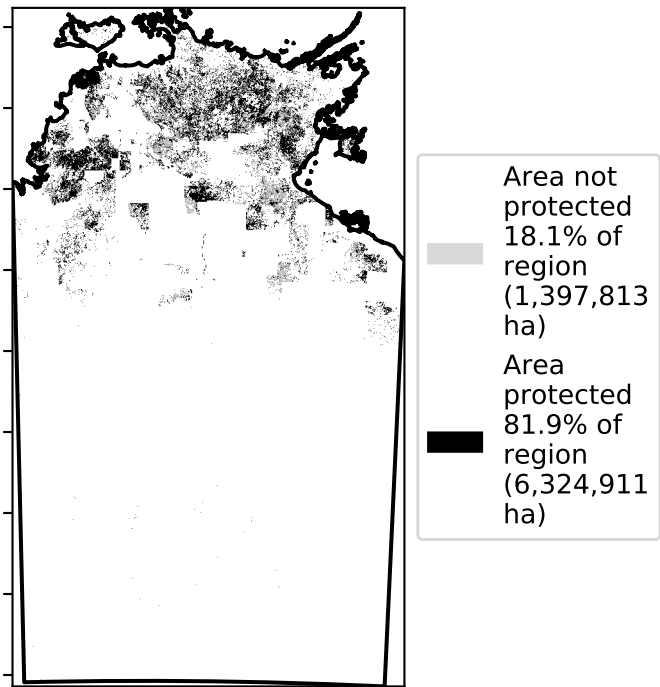 Area not
protected
18.1% of
region
(1,397,813
ha)
Area
protected
81.9% of
region
(6,324,911
ha)